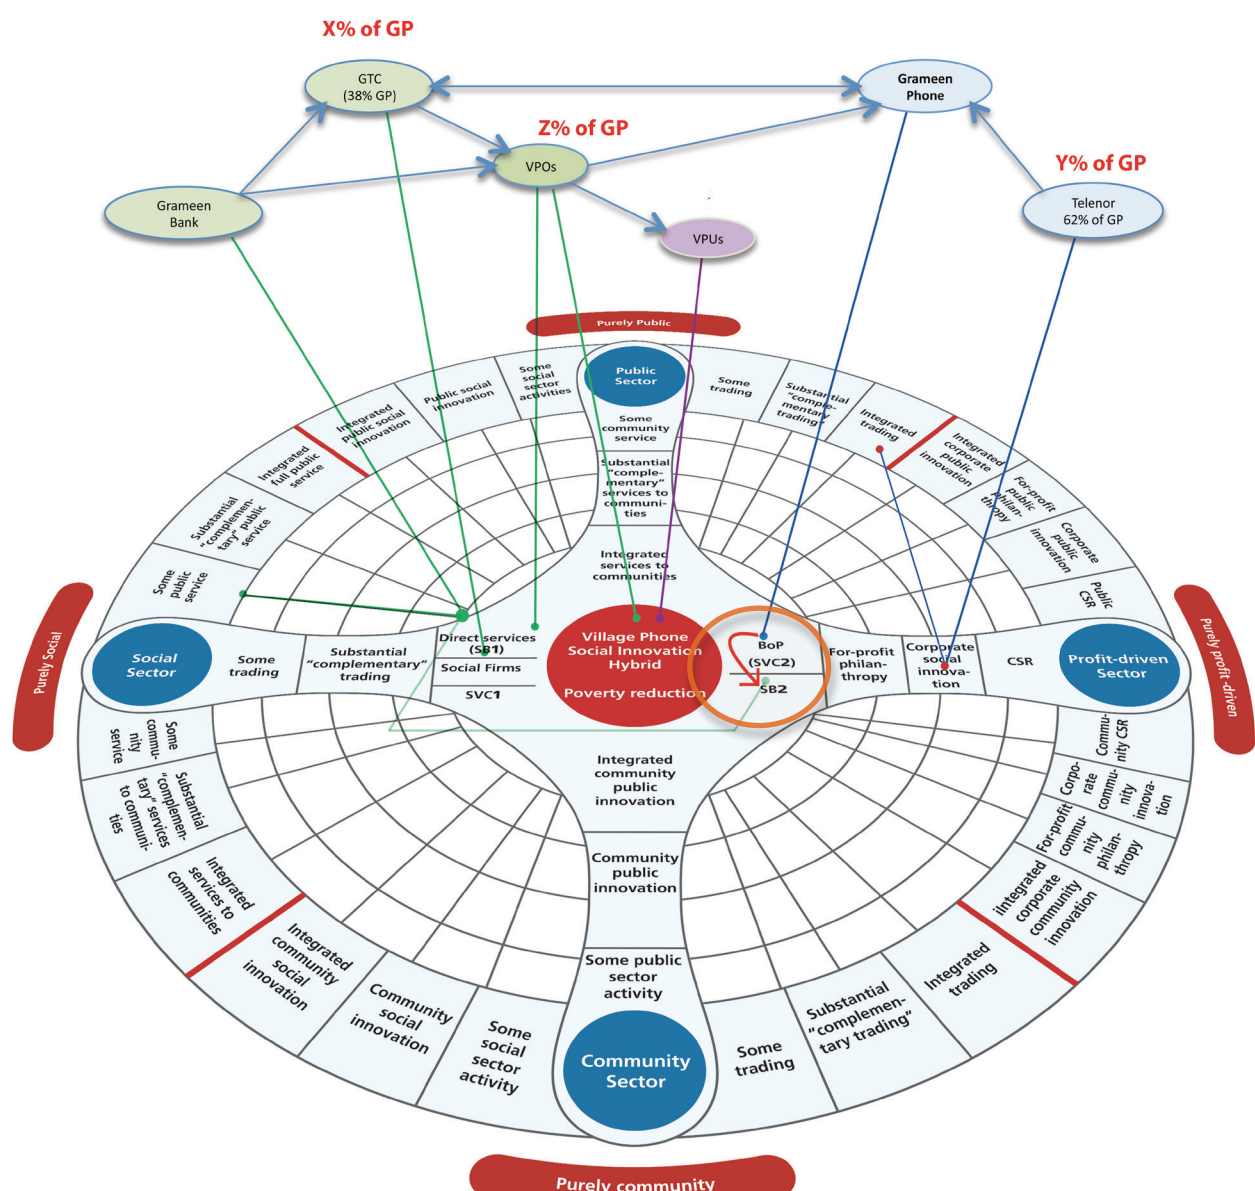 X% of GP
GTC
(38% GP)
Grameen
Phone
Z% of GP
VPOs
Y% of GP
Grameen
Bank
Telenor
62% of GP
VPUs
Purely Public
Public
Sector
Some
social
sector
activities
Public social
innovation
Integrated
Public social
innovation
Integrated
full public
service
Substantial
"complemen-
tary" public
service
Some
public
service
Some
trading
Substantial
"comple-
mentary
trading"
Integrated
trading
Integrated
corporate
public
innovation
For-profit
public
philan-
thropy
Corporate
public
innovation
Public
CSR
Some
community
service
Substantial
"comple-
mentary"
services to
communi-
ties
Integrated
services to
communities
Purely Social
Social
Sector
Some
trading
Substantial
"complementary"
trading
Direct services
(SB1)
Social Firms
SVC1
Village Phone
Social Innovation
Hybrid
Poverty reduction
BoP
(SVC2)
SB2
For-profit
philan-
thropy
Corporate
social
innova-
tion
CSR
Profit-driven
Sector
Purely profit-driven
Some
commu-
nity
service
Substantial
"complemen-
tary" services
to communi-
ties
Integrated
services to
communities
Integrated
community
social
innovation
Community
social
innovation
Some
social
sector
activity
Integrated
community
public
innovation
Community
public
innovation
Some public
sector
activity
Community
Sector
Commu-
nity CSR
Corpo-
rate
commu-
nity
innova-
tion
For-profit
commu-
nity
philan-
thropy
iIntegrated
corporate
community
innovation
Integrated
trading
Substantial
"complemen-
tary trading"
Some
trading
Purely community